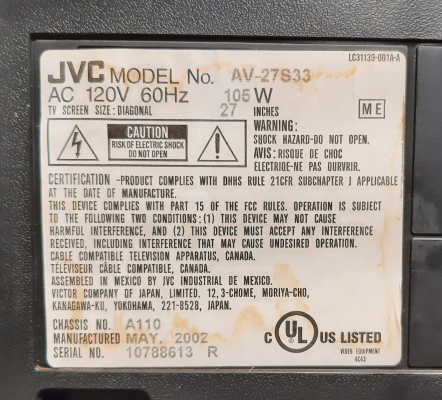 LC31139-001A-A
JVC MODEL No. AV-27S33
AC 120V 60Hz 105 W
TV SCREEN SIZE: DIAGONAL 27 INCHES
ME
CAUTION
RISK OF ELECTRIC SHOCK
DO NOT OPEN
WARNING:
SHOCK HAZARD-DO NOT OPEN.
AVIS: RISQUE DE CHOC
ELECTRIQE-NE PAS OUVRIR.
CERTIFICATION -PRODUCT COMPLIES WITH DHHS RULE 21CFR SUBCHAPTER J APPLICABLE
AT THE DATE OF MANUFACTURE.
THIS DEVICE COMPLIES WITH PART 15 OF THE FCC RULES. OPERATION IS SUBJECT
TO THE FOLLOWING TWO CONDITIONS: (1) THIS DEVICE MAY NOT CAUSE
HARMFUL INTERFERENCE, AND (2) THIS DEVICE MUST ACCEPT ANY INTERFERENCE
RECEIVED, INCLUDING INTERFERENCE THAT MAY CAUSE UNDESIRED OPERATION.
CABLE COMPATIBLE TELEVISION APPARATUS, CANADA.
TÉLÉVISEUR CÂBLE COMPATIBLE, CANADA.
ASSEMBLED IN MEXICO BY JVC INDUSTRIAL DE MEXICO.
VICTOR COMPANY OF JAPAN, LIMITED. 12,3-CHOME, MORIYA-CHO,
KANAGAWA-KU, YOKOHAMA, 221-8528, JAPAN.
CHASSIS NO. A110
MANUFACTURED MAY, 2002
SERIAL NO. 10788613 R
C UL US LISTED
VIDEO EQUIPMENT
4C43